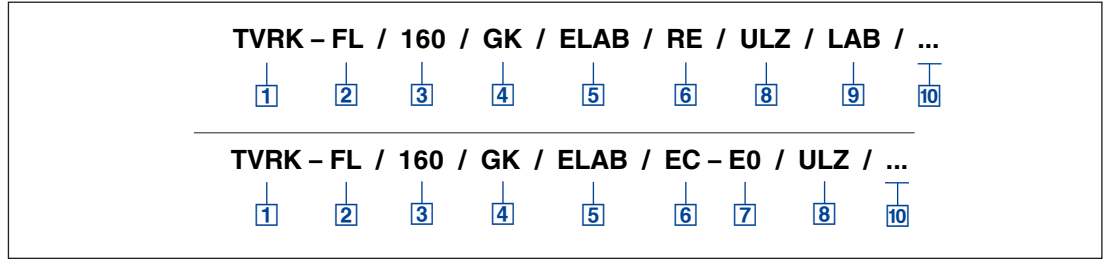 TVRK – FL / 160 / GK / ELAB / RE / ULZ / LAB / ...
1 2 3 4 5 6 8 9 10
TVRK – FL / 160 / GK / ELAB / EC – E0 / ULZ / ...
1 2 3 4 5 6 7 8 10